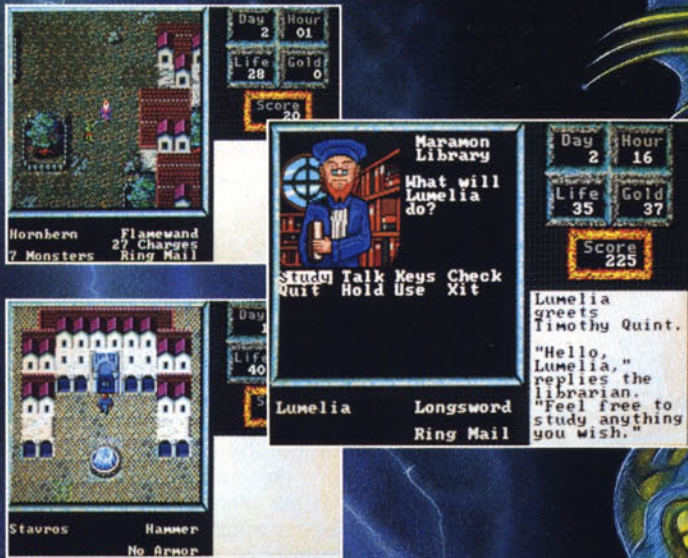 Day Hour
2 01
Life Gold
28 0
Score
20
Hornbern Flamewand
27 Charges
7 Monsters Ring Mail
Maramon
Library
What will
Lumelia
do?
Study Talk Keys Check
Quit Hold Use Xit
Lumelia Longsword
Ring Mail
Day Hour
2 16
Life Gold
35 37
Score
225
Lumelia
greets
Timothy Quint.
"Hello,
Lumelia,"
replies the
librarian.
"Feel free to
study anything
you wish."
Day
1
Life
40
S
Stavros Hammer
No Armor